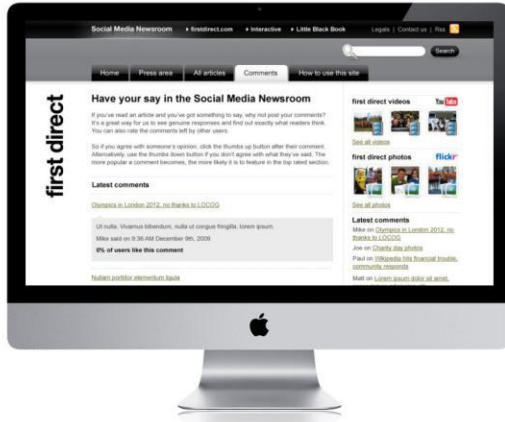 Social Media Newsroom
firstdirect.com
Interactive
Little Black Book
Legals | Contact us | Rss
Search
Home
Press area
All articles
Comments
How to use this site
first direct
Have your say in the Social Media Newsroom
If you've read an article and you've got something to say, why not post your comments?
It's a great way for us to see genuine responses and find out exactly what readers think.
You can also rate the comments left by other users.
So if you agree with someone's opinion, click the thumbs up button after their comment.
Alternatively, use the thumbs down button if you don't agree with what they've said. The
more popular a comment becomes, the more likely it is to feature in the top rated section.
Latest comments
Olympics in London 2012, no thanks to LOCOG
Ut nulla. Vivamus bibendum, nulla ut congue fringilla, lorem ipsum.
Mike said on 9:36 AM December 9th, 2009
0% of users like this comment
Nullam porttitor elementum ligula
first direct videos
YouTube
See all videos
first direct photos
flickr
See all photos
Latest comments
Mike on Olympics in London 2012, no
thanks to LOCOG
Joe on Charity day photos
Paul on Wikipedia hits financial trouble,
community responds
Matt on Lorem ipsum dolor sit amet,